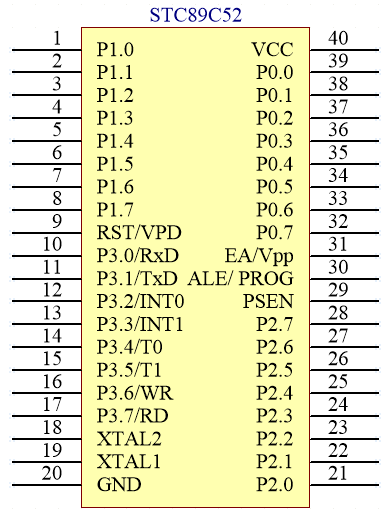 STC89C52
1 P1.0 VCC 40
2 P1.1 P0.0 39
3 P1.2 P0.1 38
4 P1.3 P0.2 37
5 P1.4 P0.3 36
6 P1.5 P0.4 35
7 P1.6 P0.5 34
8 P1.7 P0.6 33
9 RST/VPD P0.7 32
10 P3.0/RxD EA/Vpp 31
11 P3.1/TxD ALE/ PROG 30
12 P3.2/INT0 PSEN 29
13 P3.3/INT1 P2.7 28
14 P3.4/T0 P2.6 27
15 P3.5/T1 P2.5 26
16 P3.6/WR P2.4 25
17 P3.7/RD P2.3 24
18 XTAL2 P2.2 23
19 XTAL1 P2.1 22
20 GND P2.0 21